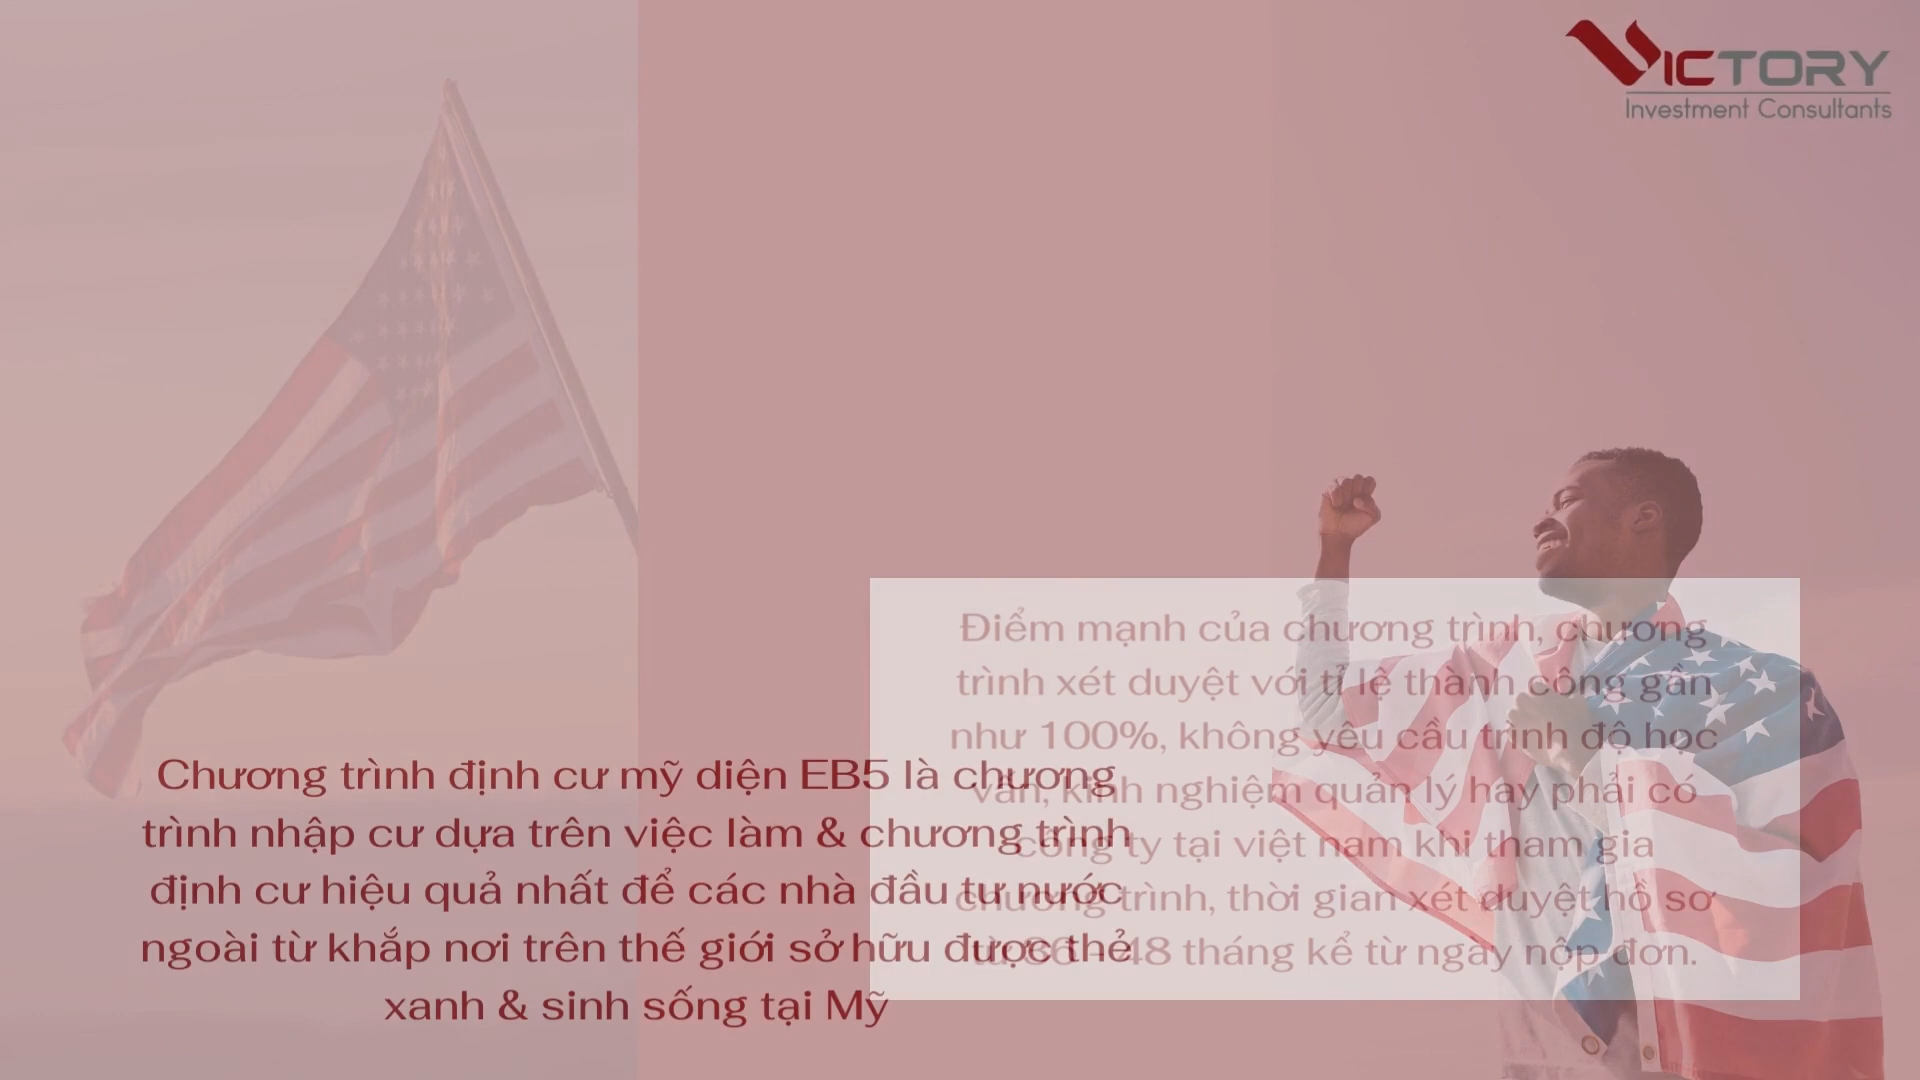 VICTORY
Investment Consultants
Chương trình định cư mỹ diện EB5 là chương
trình nhập cư dựa trên việc làm & chương trình
định cư hiệu quả nhất để các nhà đầu tư nước
ngoài từ khắp nơi trên thế giới sở hữu được thẻ
xanh & sinh sống tại Mỹ
Điểm mạnh của chương trình, chương
trình xét duyệt với tỉ lệ thành công gần
như 100%, không yêu cầu trình độ học
vấn, kinh nghiệm quản lý hay phải có
công ty tại việt nam khi tham gia
chương trình, thời gian xét duyệt hồ sơ
từ 36 - 48 tháng kể từ ngày nộp đơn.